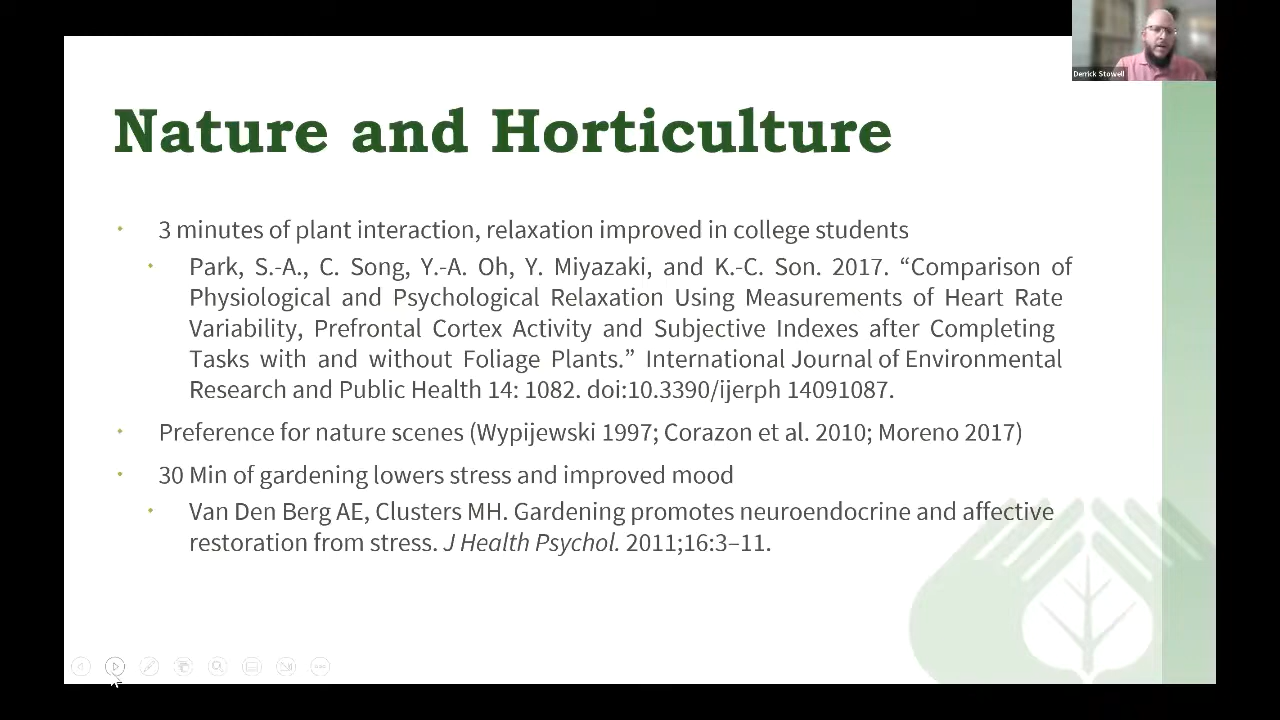 Derrick Stowell
Nature and Horticulture
3 minutes of plant interaction, relaxation improved in college students
Park, S.-A., C. Song, Y.-A. Oh, Y. Miyazaki, and K.-C. Son. 2017. “Comparison of
Physiological and Psychological Relaxation Using Measurements of Heart Rate
Variability, Prefrontal Cortex Activity and Subjective Indexes after Completing
Tasks with and without Foliage Plants.” International Journal of Environmental
Research and Public Health 14: 1082. doi:10.3390/ijerph 14091087.
Preference for nature scenes (Wypijewski 1997; Corazon et al. 2010; Moreno 2017)
30 Min of gardening lowers stress and improved mood
Van Den Berg AE, Clusters MH. Gardening promotes neuroendocrine and affective
restoration from stress. J Health Psychol. 2011;16:3–11.